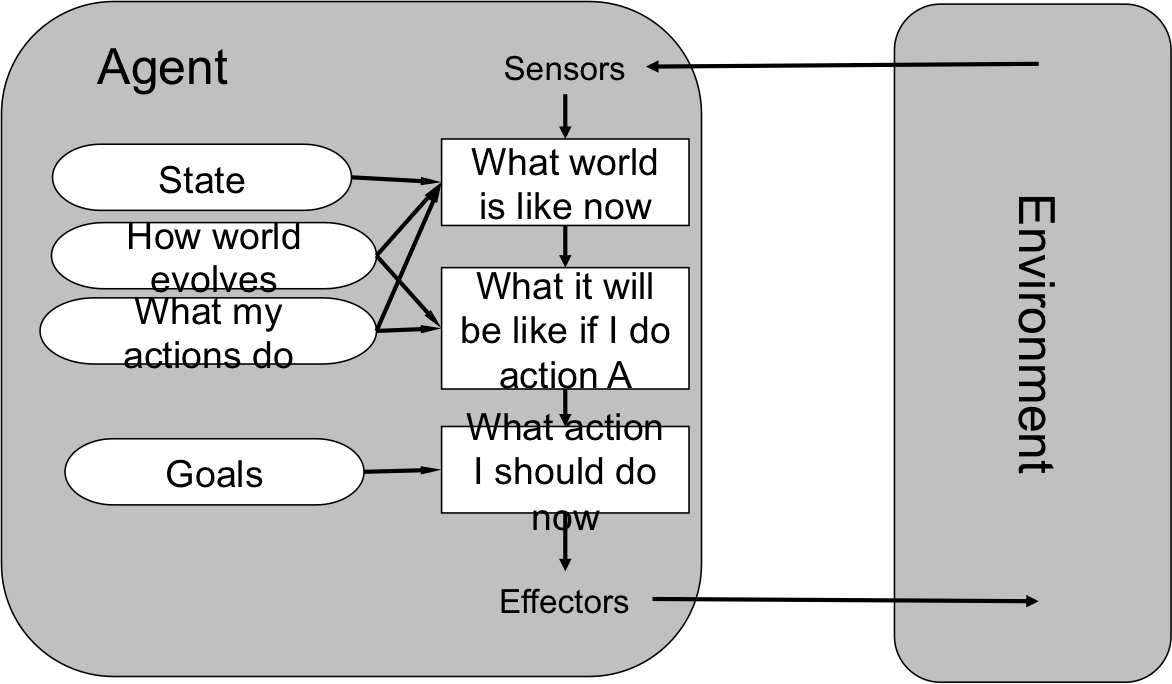 Agent
Sensors
State
What world
is like now
How world
evolves
What my
actions do
What it will
be like if I do
action A
Goals
What action
I should do
now
Effectors
Environment